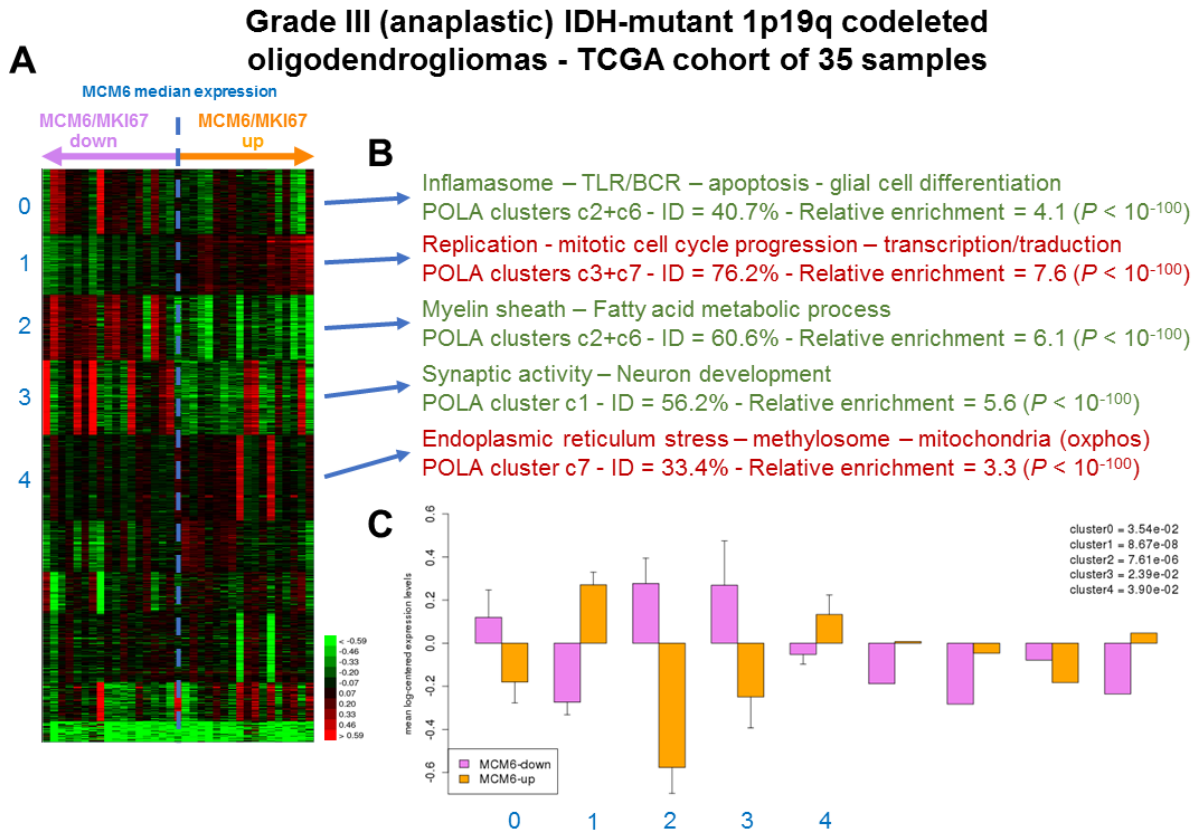 Grade III (anaplastic) IDH-mutant 1p19q codeleted
oligodendrogliomas - TCGA cohort of 35 samples
A
MCM6 median expression
MCM6/MKI67
down
MCM6/MKI67
up
0
1
2
3
4
< -0.59
-0.46
-0.33
-0.20
-0.07
0.07
0.20
0.33
0.46
> 0.59
B
Inflamasome – TLR/BCR – apoptosis - glial cell differentiation
POLA clusters c2+c6 - ID = 40.7% - Relative enrichment = 4.1 (P < 10-100)
Replication - mitotic cell cycle progression – transcription/traduction
POLA clusters c3+c7 - ID = 76.2% - Relative enrichment = 7.6 (P < 10-100)
Myelin sheath – Fatty acid metabolic process
POLA clusters c2+c6 - ID = 60.6% - Relative enrichment = 6.1 (P < 10-100)
Synaptic activity – Neuron development
POLA cluster c1 - ID = 56.2% - Relative enrichment = 5.6 (P < 10-100)
Endoplasmic reticulum stress – methylosome – mitochondria (oxphos)
POLA cluster c7 - ID = 33.4% - Relative enrichment = 3.3 (P < 10-100)
C
mean log-centered expression levels
0.6
0.4
0.2
0.0
-0.2
-0.4
-0.6
cluster0 = 3.54e-02
cluster1 = 8.67e-08
cluster2 = 7.61e-06
cluster3 = 2.39e-02
cluster4 = 3.90e-02
MCM6-down
MCM6-up
0
1
2
3
4